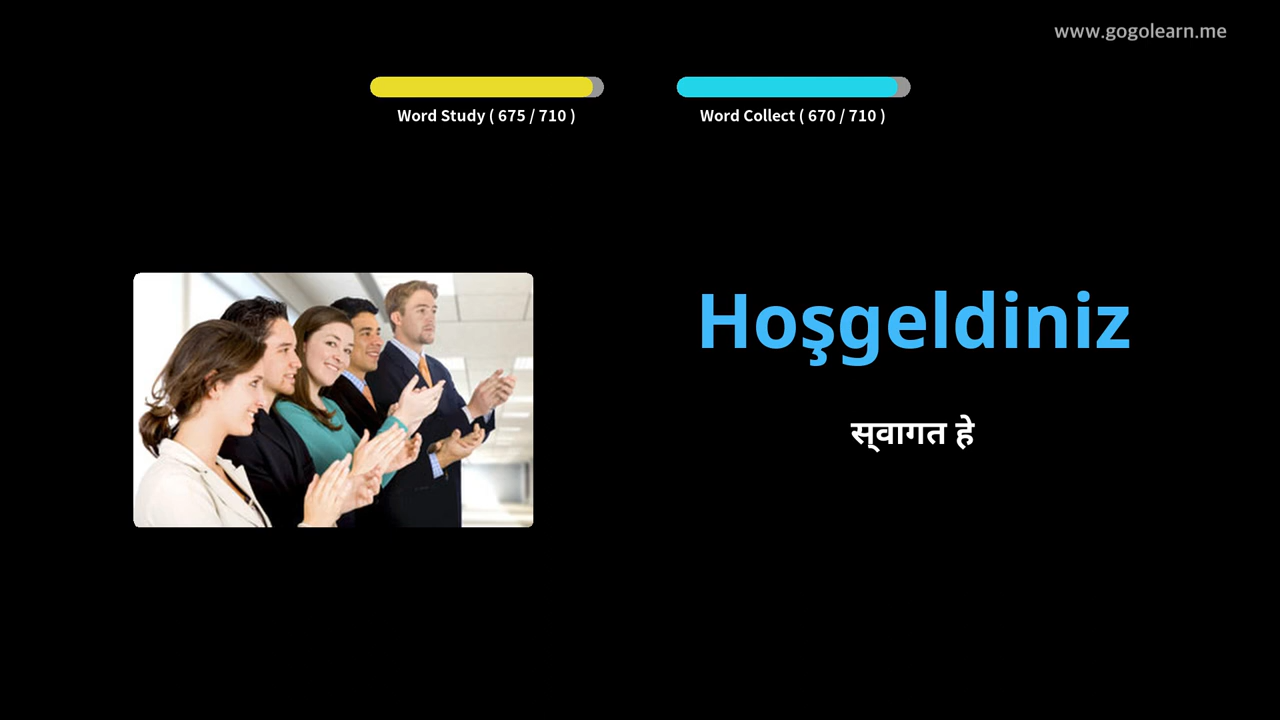 www.gogolearn.me
Word Study ( 675 / 710 )
Word Collect ( 670 / 710 )
Hoşgeldiniz
स्वागत हे